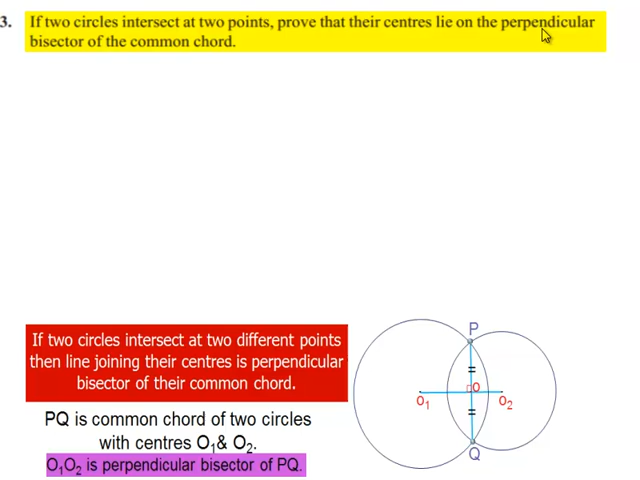 3. If two circles intersect at two points, prove that their centres lie on the perpendicular
bisector of the common chord.
If two circles intersect at two different points
then line joining their centres is perpendicular
bisector of their common chord.
PQ is common chord of two circles
with centres O₁& O₂.
O₁O₂ is perpendicular bisector of PQ.
P
O
O₁
O₂
Q